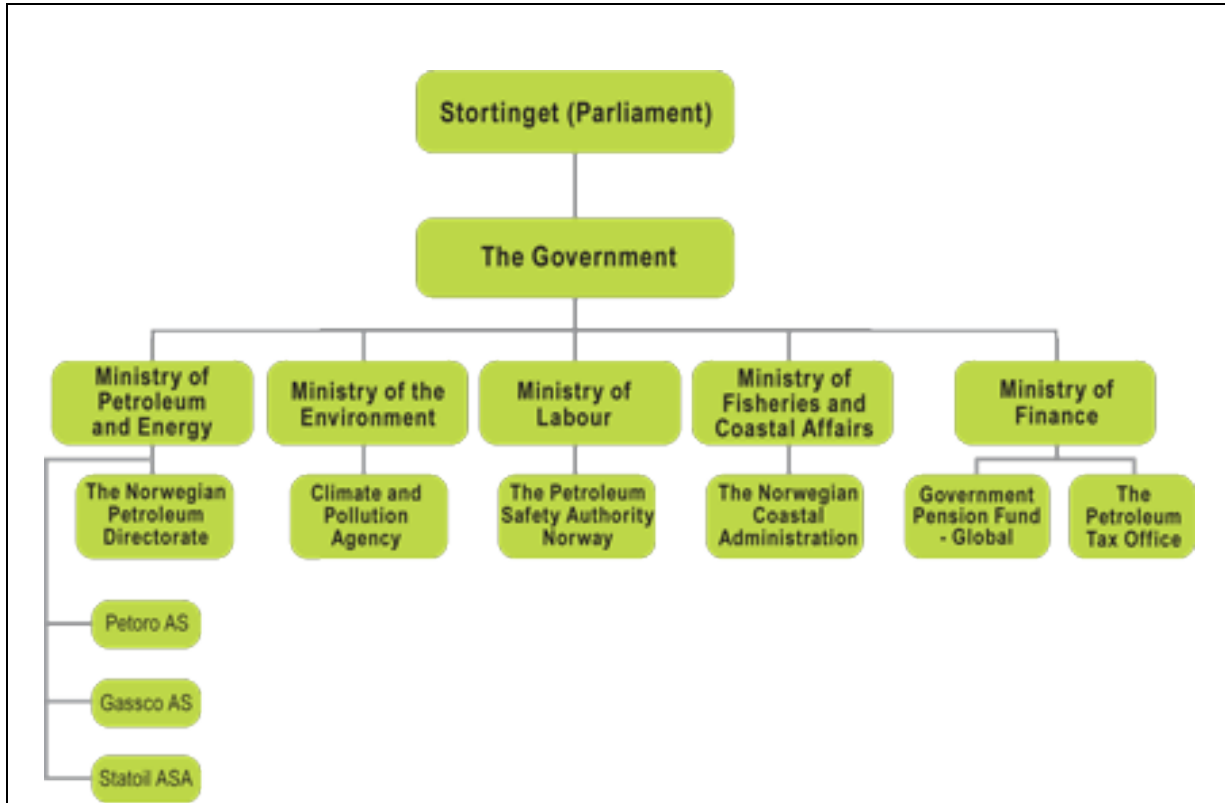 Stortinget (Parliament)
The Government
Ministry of
Petroleum
and Energy
Ministry of the
Environment
Ministry of
Labour
Ministry of
Fisheries and
Coastal Affairs
Ministry of
Finance
The Norwegian
Petroleum
Directorate
Climate and
Pollution
Agency
The Petroleum
Safety Authority
Norway
The Norwegian
Coastal
Administration
Government
Pension Fund
- Global
The
Petroleum
Tax Office
Petoro AS
Gassco AS
Statoil ASA